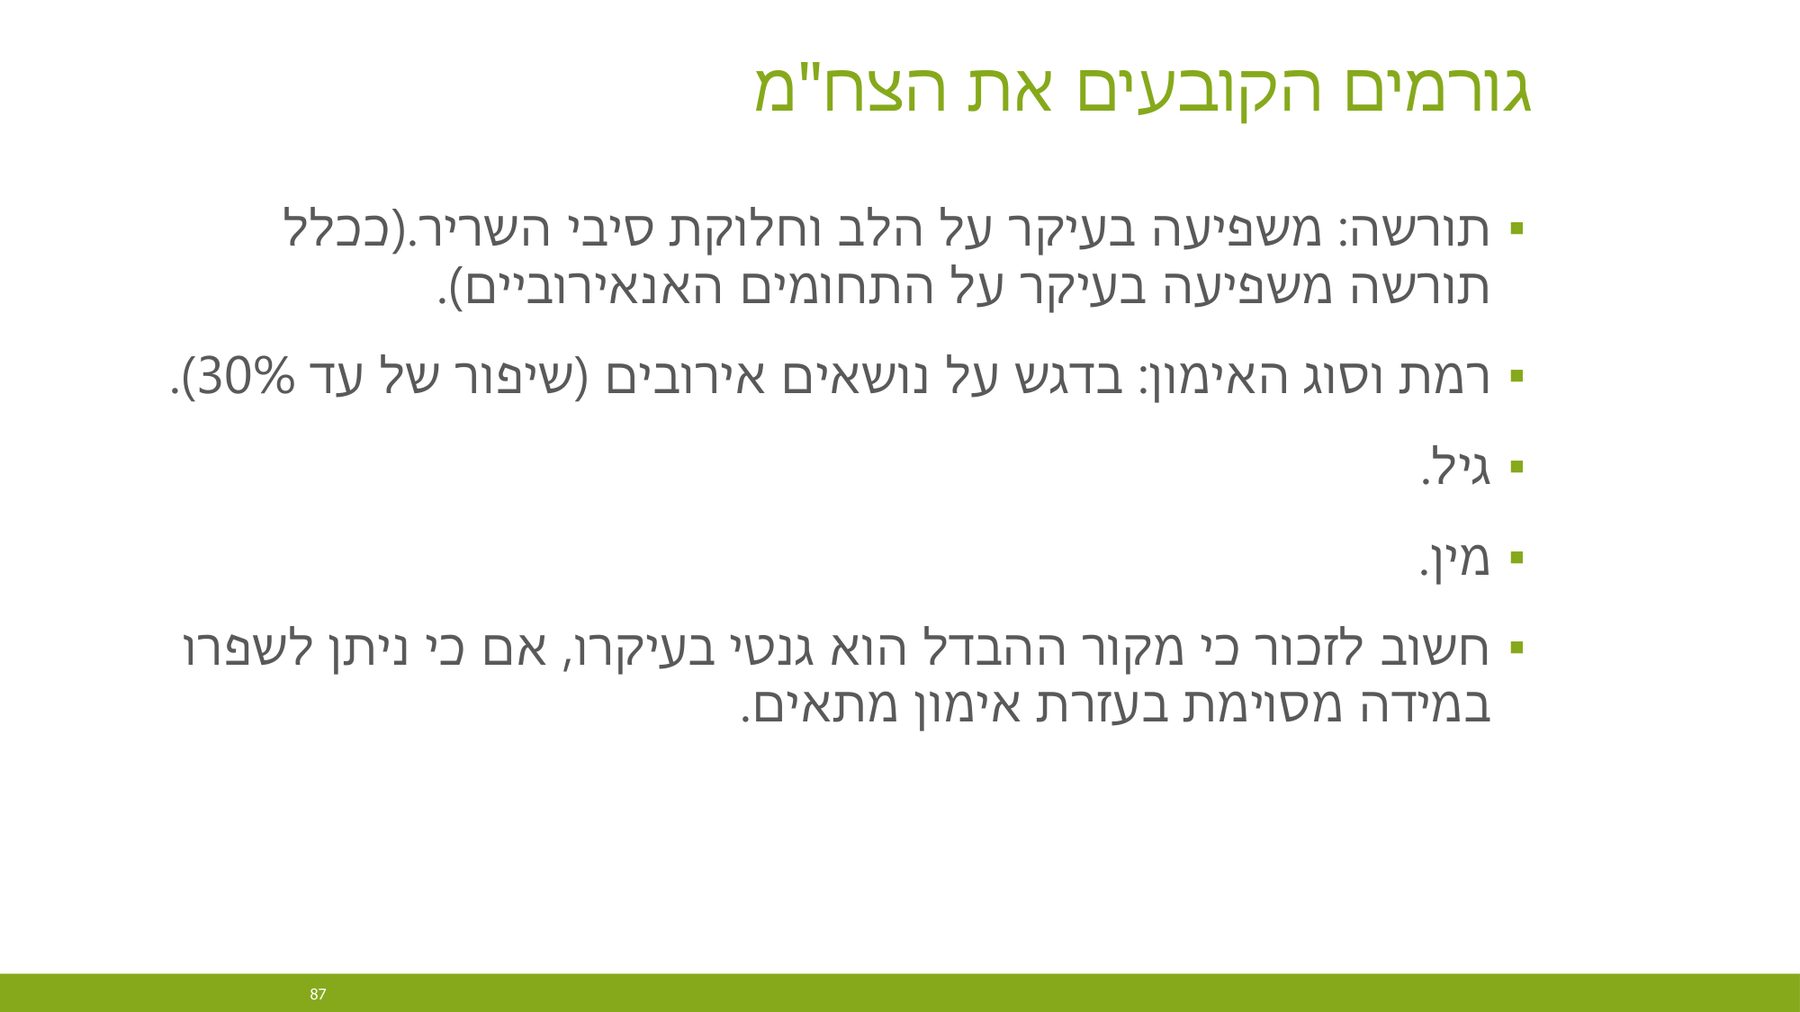 גורמים הקובעים את הצח"מ
▪ תורשה: משפיעה בעיקר על הלב וחלוקת סיבי השריר.(ככלל
תורשה משפיעה בעיקר על התחומים האנאירוביים).
▪ רמת וסוג האימון: בדגש על נושאים אירובים (שיפור של עד 30%).
▪ גיל.
▪ מין.
▪ חשוב לזכור כי מקור ההבדל הוא גנטי בעיקרו, אם כי ניתן לשפרו
במידה מסוימת בעזרת אימון מתאים.
87